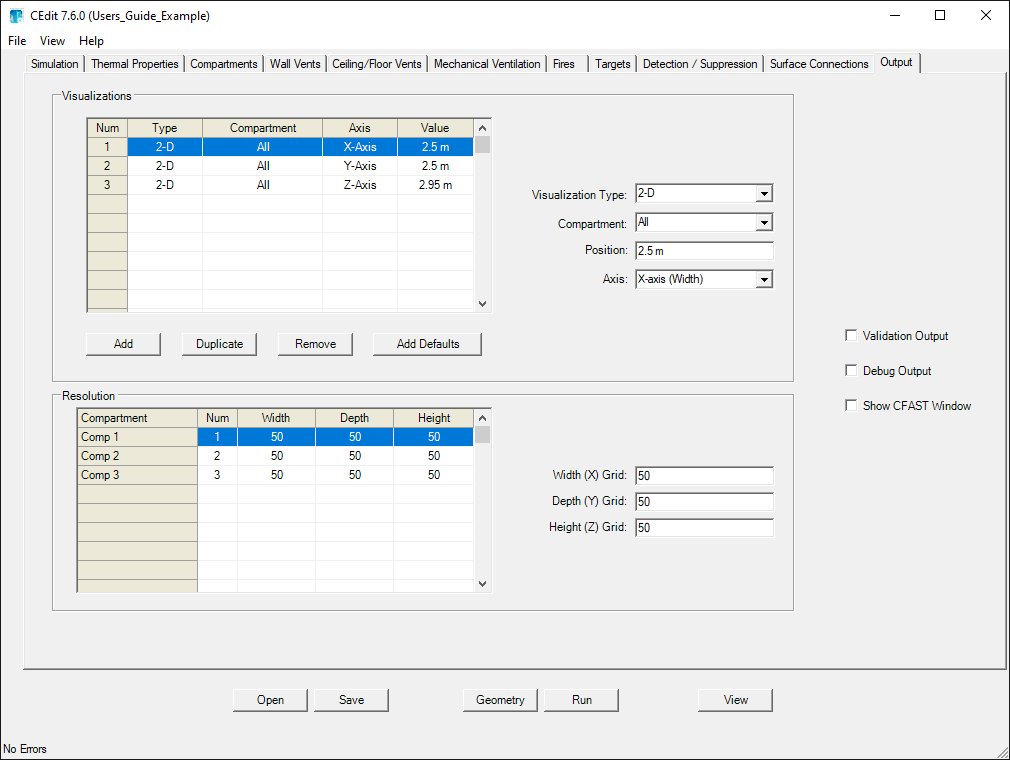 CEdit 7.6.0 (Users_Guide_Example)
File View Help
Simulation Thermal Properties Compartments Wall Vents Ceiling/Floor Vents Mechanical Ventilation Fires Targets Detection / Suppression Surface Connections Output
Visualizations
Num Type Compartment Axis Value
1 2-D All X-Axis 2.5 m
2 2-D All Y-Axis 2.5 m
3 2-D All Z-Axis 2.95 m
Visualization Type: 2-D
Compartment: All
Position: 2.5 m
Axis: X-axis (Width)
Add Duplicate Remove Add Defaults
Validation Output
Debug Output
Show CFAST Window
Resolution
Compartment Num Width Depth Height
Comp 1 1 50 50 50
Comp 2 2 50 50 50
Comp 3 3 50 50 50
Width (X) Grid: 50
Depth (Y) Grid: 50
Height (Z) Grid: 50
Open Save Geometry Run View
No Errors